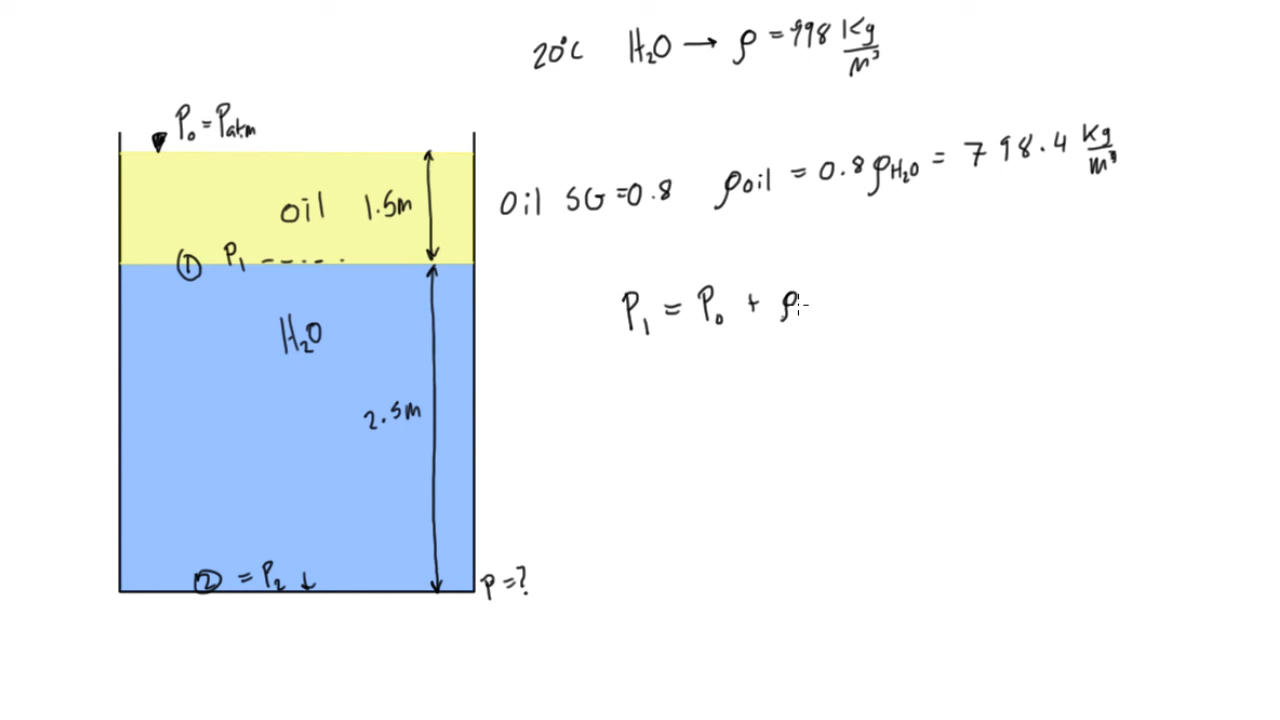 20°C H₂O → ρ = 998 Kg/m³
P₀ = Patm
oil 1.5m
Oil SG = 0.8 ρoil = 0.8 ρH₂O = 798.4 Kg/m³
① P₁
P₁ = P₀ + ρ
H₂O
2.5m
② = P₂ ↓
P = ?